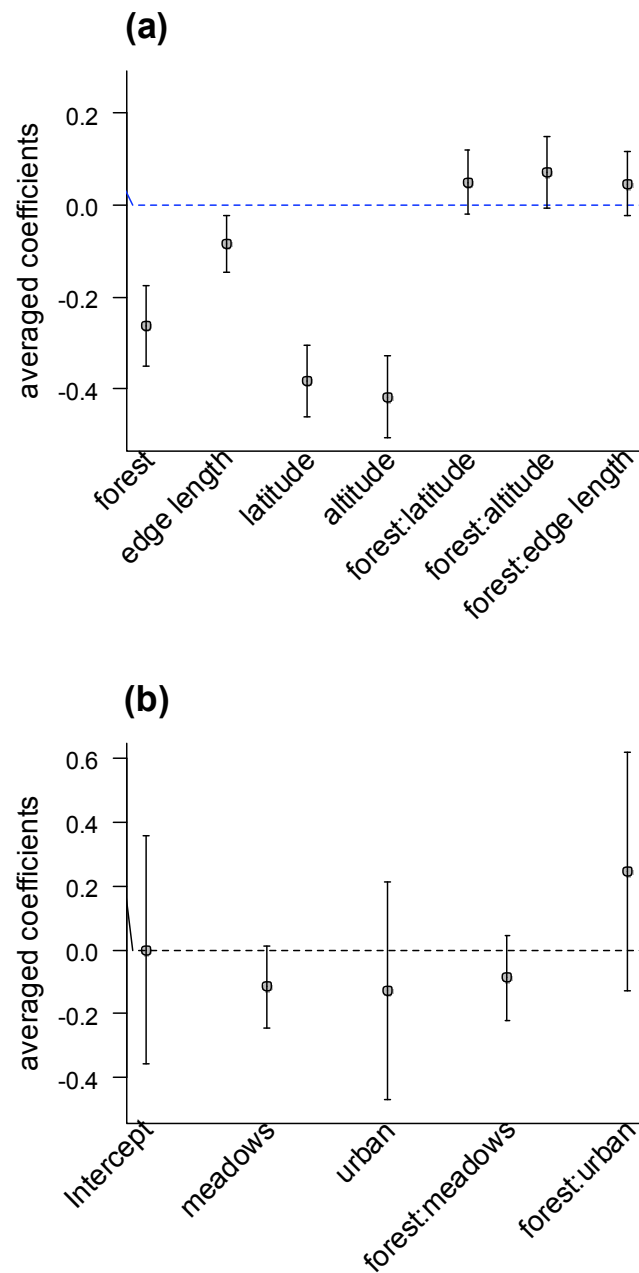 (a)
averaged coefficients
0.2
0.0
-0.2
-0.4
forest
edge length
latitude
altitude
forest:latitude
forest:altitude
forest:edge length
(b)
averaged coefficients
0.6
0.4
0.2
0.0
-0.2
-0.4
Intercept
meadows
urban
forest:meadows
forest:urban